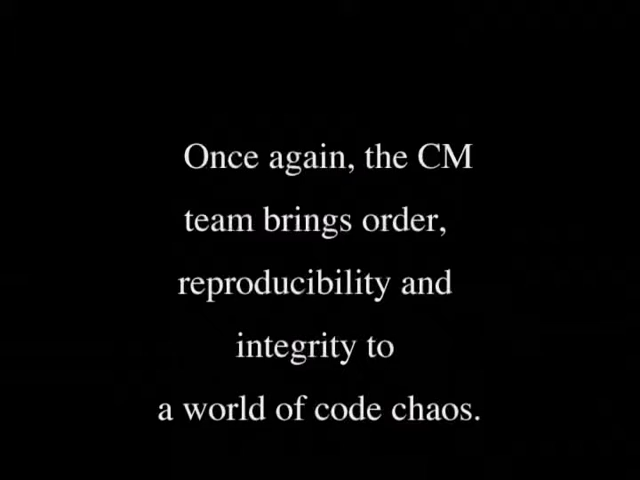 Once again, the CM
team brings order,
reproducibility and
integrity to
a world of code chaos.